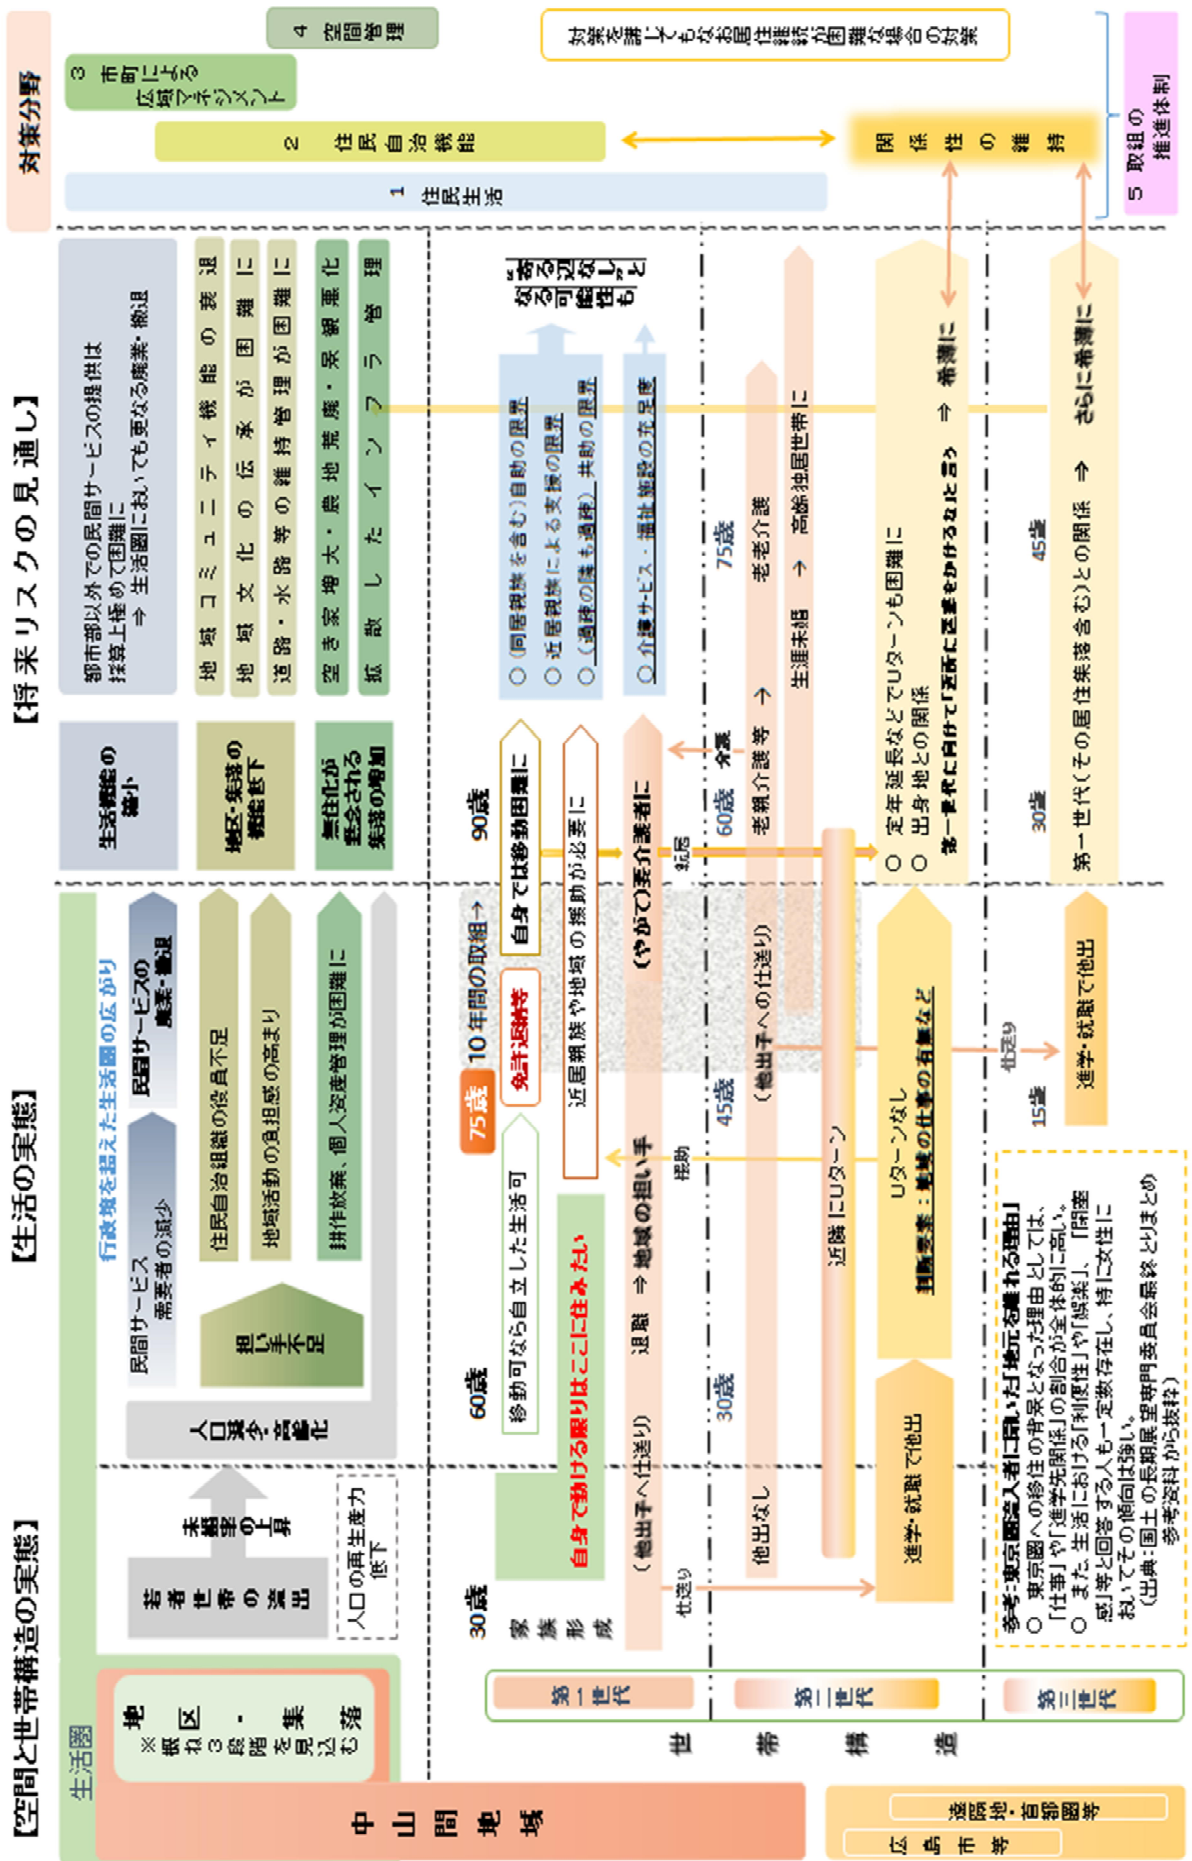 【空間と世帯構造の実態】
【生活の実態】
【将来リスクの見通し】
対策分野
生活圏
地区・集落
※概ね3段階を見込む
中山間地域
広島市等
遠隔地・首都圏等
若者世帯の流出
未婚率の上昇
人口の再生産力
低下
人口減少・高齢化
行政境を超えた生活圏の広がり
民間サービス
需要者の減少
民間サービスの
廃業・撤退
担い手不足
住民自治組織の役員不足
地域活動の負担感の高まり
耕作放棄、個人資産管理が困難に
生活機能の
縮小
都市部以外での民間サービスの提供は
採算上極めて困難に
⇒ 生活圏においても更なる廃業・撤退
地区・集落の
機能低下
地域コミュニティ機能の衰退
地域文化の伝承が困難に
道路・水路等の維持管理が困難に
無住化が
懸念される
集落の増加
空き家増大・農地荒廃・景観悪化
拡散したインフラ管理
世帯構造
第一世代
30歳
60歳
75歳
10年間の取組→
90歳
家族形成
移動可なら自立した生活可
免許返納等
自身では移動困難に
自身で動ける限りはここに住みたい
近居親族や地域の援助が必要に
(他出子へ仕送り)
退職 ⇒ 地域の担い手
(やがて)要介護者に
○ (同居親族を含む)自助の限界
○ 近居親族による支援の限界
○ (過疎の隣も過疎) 共助の限界
○ 介護サービス・福祉施設の充足度
“寄る辺なし”と
なる可能性も
仕送り
援助
転居
介護
第二世代
30歳
45歳
60歳
75歳
他出なし
(他出子への仕送り)
老親介護等 →
老老介護
生涯未婚 → 高齢独居世帯に
近隣にUターン
進学・就職で他出
Uターンなし
判断要素:地域の仕事の有無など
○ 定年延長などでUターンも困難に
○ 出身地との関係
第一世代に向けて「近所に迷惑をかけるな」と言う ⇒ 希薄に
第三世代
15歳
30歳
45歳
仕送り
進学・就職で他出
第一世代(その居住集落含む)との関係 ⇒ さらに希薄に
参考:東京圏流入者に聞いた「地元を離れる理由」
○ 東京圏への移住の背景となった理由としては、
「仕事」や「進学先関係」の割合が全体的に高い。
○ また、生活における「利便性」や「娯楽」、「閉塞
感」等と回答する人も一定数存在し、特に女性に
おいてその傾向は強い。
(出典:国土の長期展望専門委員会最終とりまとめ
参考資料から抜粋)
1 住民生活
2 住民自治機能
3 市町による
広域マネジメント
4 空間管理
対策を講じてもなお居住継続が困難な場合の対策
関係性の維持
5 取組の
推進体制